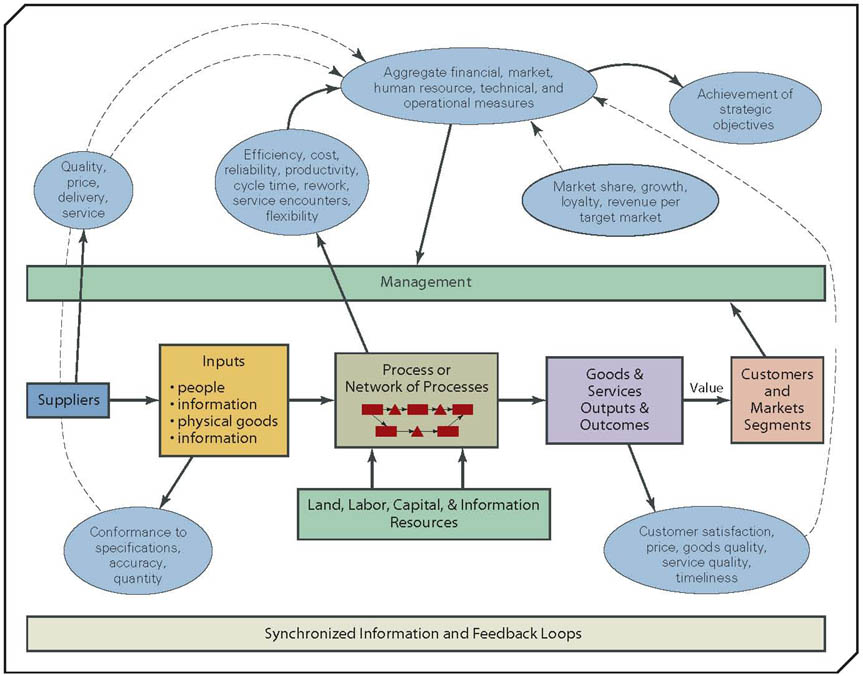 Aggregate financial, market,
human resource, technical, and
operational measures
Achievement of
strategic
objectives
Quality,
price,
delivery,
service
Efficiency, cost,
reliability, productivity,
cycle time, rework,
service encounters,
flexibility
Market share, growth,
loyalty, revenue per
target market
Management
Suppliers
Inputs
• people
• information
• physical goods
• information
Process or
Network of Processes
Goods &
Services
Outputs &
Outcomes
Value
Customers
and
Markets
Segments
Land, Labor, Capital, & Information
Resources
Conformance to
specifications,
accuracy,
quantity
Customer satisfaction,
price, goods quality,
service quality,
timeliness
Synchronized Information and Feedback Loops